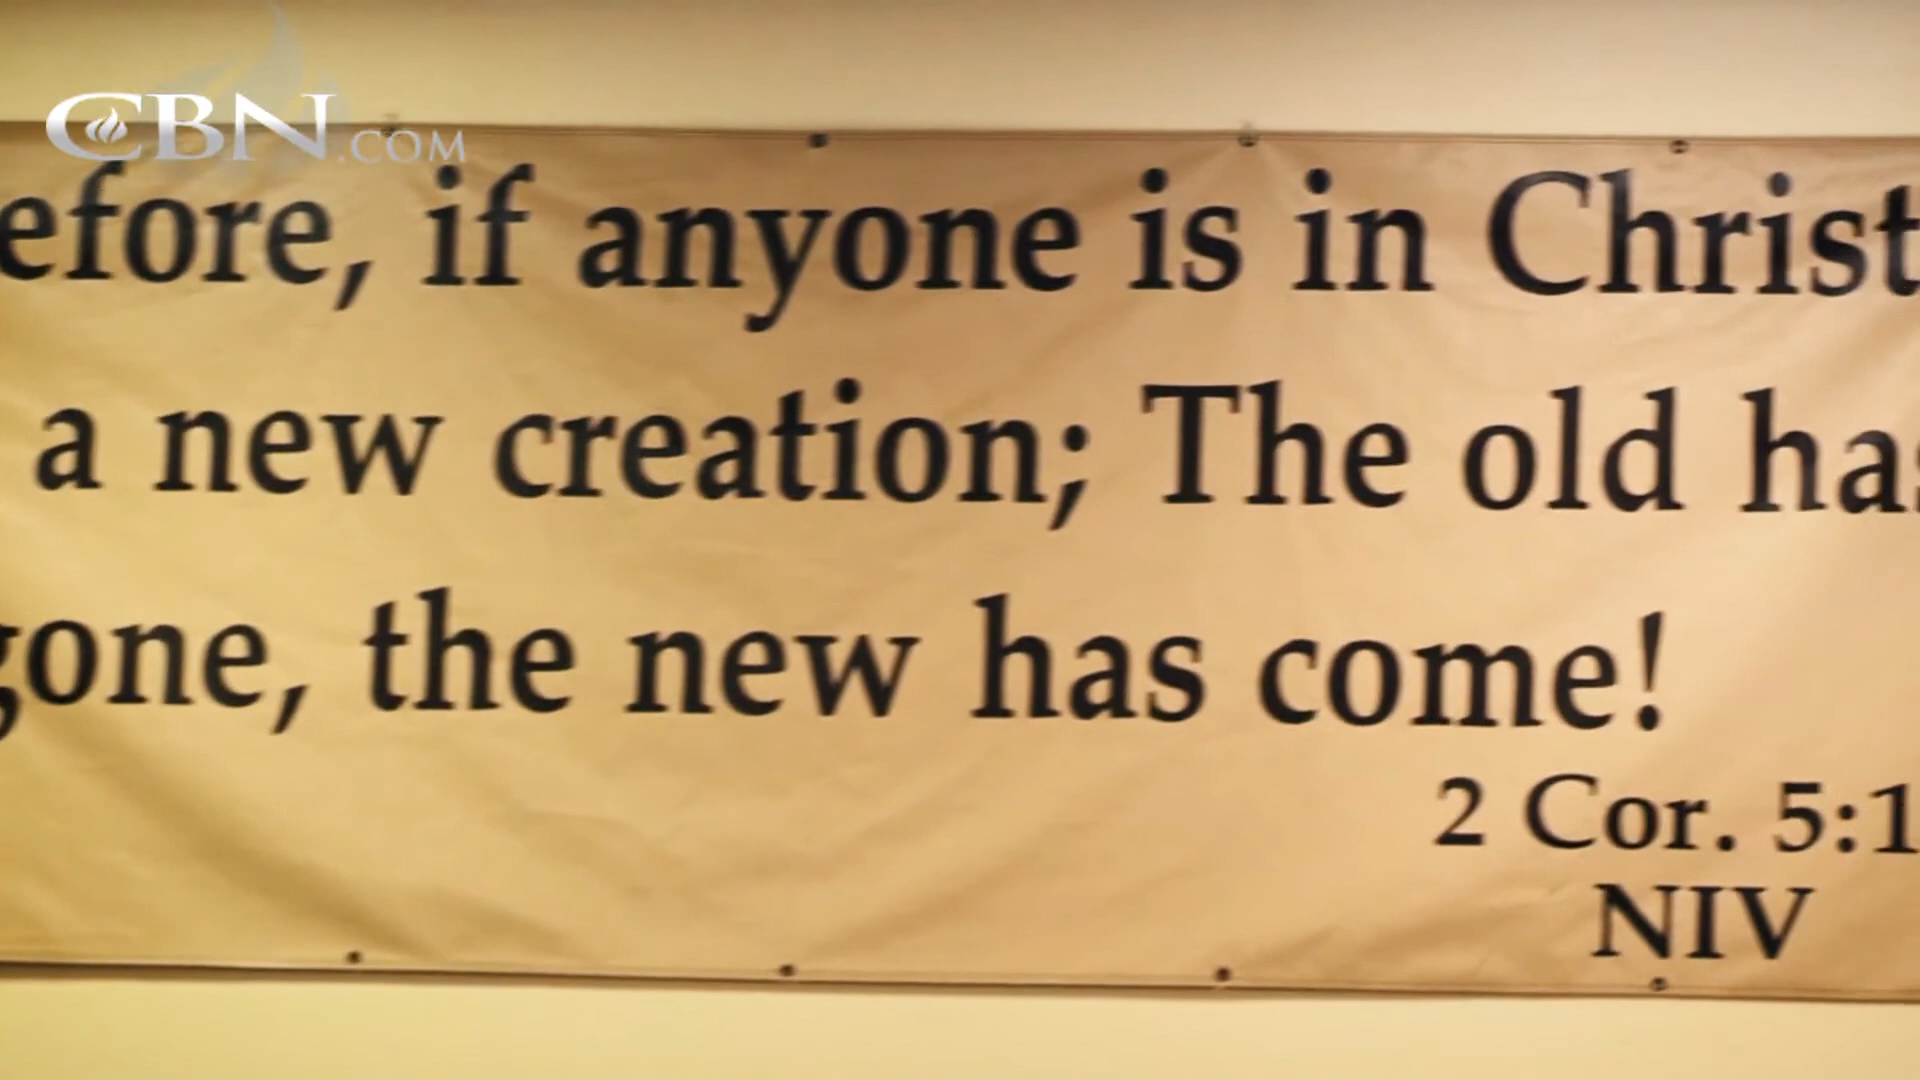 CBN.COM
efore, if anyone is in Christ
a new creation; The old has
gone, the new has come!
2 Cor. 5:1
NIV